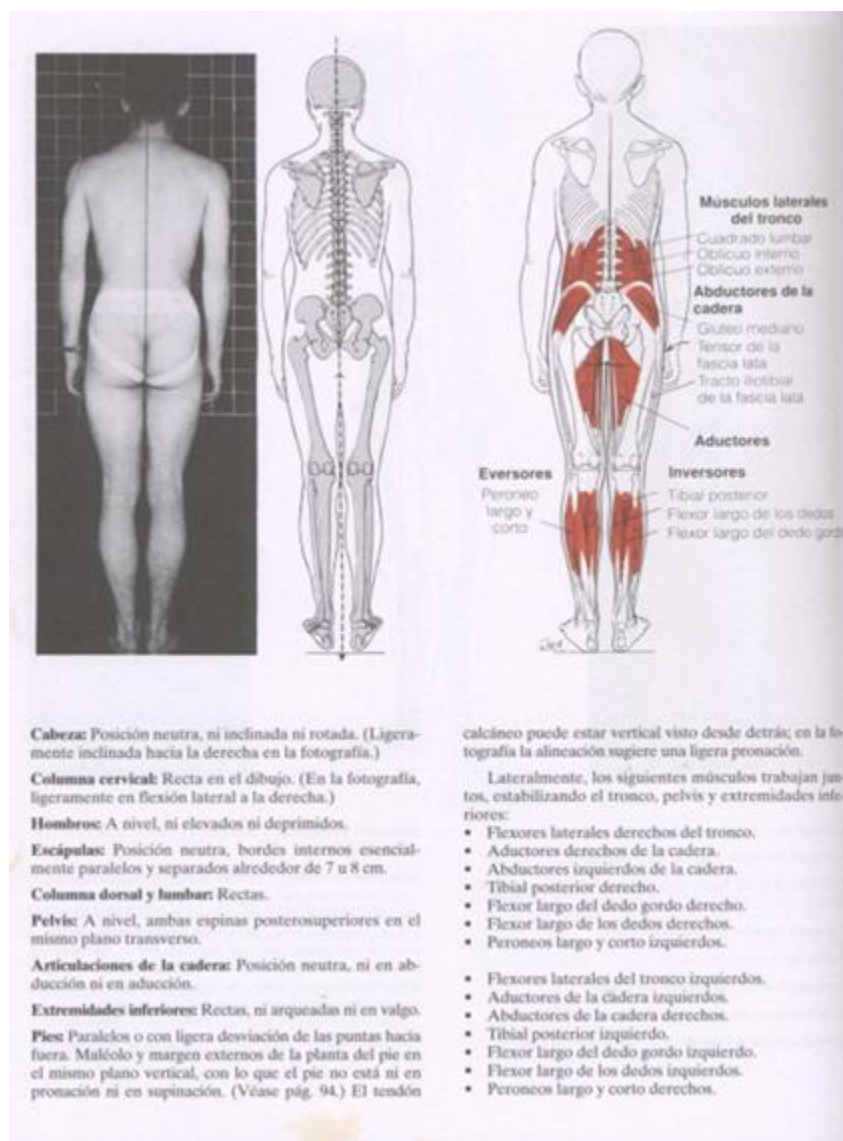 Músculos laterales
del tronco
Cuadrado lumbar
Oblicuo interno
Oblicuo externo
Abductores de la
cadera
Glúteo mediano
Tensor de la
fascia lata
Tracto iliotibial
de la fascia lata
Aductores
Eversores
Peroneo
largo y
corto
Inversores
Tibial posterior
Flexor largo de los dedos
Flexor largo del dedo gordo
Cabeza: Posición neutra, ni inclinada ni rotada. (Ligera-
mente inclinada hacia la derecha en la fotografía.)
Columna cervical: Recta en el dibujo. (En la fotografía,
ligeramente en flexión lateral a la derecha.)
Hombros: A nivel, ni elevados ni deprimidos.
Escápulas: Posición neutra, bordes internos esencial-
mente paralelos y separados alrededor de 7 u 8 cm.
Columna dorsal y lumbar: Rectas.
Pelvis: A nivel, ambas espinas posterosuperiores en el
mismo plano transverso.
Articulaciones de la cadera: Posición neutra, ni en ab-
ducción ni en aducción.
Extremidades inferiores: Rectas, ni arqueadas ni en valgo.
Pies: Paralelos o con ligera desviación de las puntas hacia
fuera. Maléolo y margen externos de la planta del pie en
el mismo plano vertical, con lo que el pie no está ni en
pronación ni en supinación. (Véase pág. 94.) El tendón
calcáneo puede estar vertical visto desde detrás; en la fo-
tografía la alineación sugiere una ligera pronación.
Lateralmente, los siguientes músculos trabajan jun-
tos, estabilizando el tronco, pelvis y extremidades infe-
riores:
• Flexores laterales derechos del tronco.
• Aductores derechos de la cadera.
• Abductores izquierdos de la cadera.
• Tibial posterior derecho.
• Flexor largo del dedo gordo derecho.
• Flexor largo de los dedos derechos.
• Peroneos largo y corto izquierdos.
• Flexores laterales del tronco izquierdos.
• Aductores de la cadera izquierdos.
• Abductores de la cadera derechos.
• Tibial posterior izquierdo.
• Flexor largo del dedo gordo izquierdo.
• Flexor largo de los dedos izquierdos.
• Peroneos largo y corto derechos.